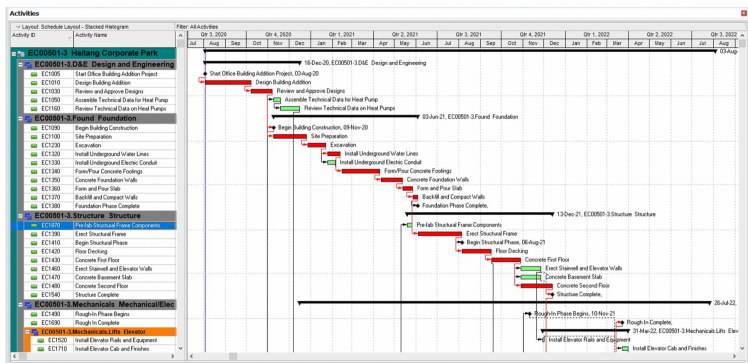 Activities
Layout: Schedule Layout - Stacked Histogram
Filter: All Activities
Activity ID
Activity Name
Qtr 3, 2020 Qtr 4, 2020 Qtr 1, 2021 Qtr 2, 2021 Qtr 3, 2021 Qtr 4, 2021 Qtr 1, 2022 Qtr 2, 2022 Qtr 3, 2022
Jul Aug Sep Oct Nov Dec Jan Feb Mar Apr May Jun Jul Aug Sep Oct Nov Dec Jan Feb Mar Apr May Jun Jul Aug
EC00501-3 Haitang Corporate Park
03-Aug-
EC00501-3.D&E Design and Engineering
16-Dec-20, EC00501-3.D&E Design and Engineering
EC1005 Start Office Building Addition Project
Start Office Building Addition Project, 03-Aug-20
EC1010 Design Building Addition
Design Building Addition
EC1030 Review and Approve Designs
Review and Approve Designs
EC1050 Assemble Technical Data for Heat Pump
Assemble Technical Data for Heat Pump
EC1160 Review Technical Data on Heat Pumps
Review Technical Data on Heat Pumps
EC00501-3.Found Foundation
03-Jun-21, EC00501-3.Found Foundation
EC1090 Begin Building Construction
Begin Building Construction, 09-Nov-20
EC1100 Site Preparation
Site Preparation
EC1230 Excavation
Excavation
EC1320 Install Underground Water Lines
Install Underground Water Lines
EC1330 Install Underground Electric Conduit
Install Underground Electric Conduit
EC1340 Form/Pour Concrete Footings
Form/Pour Concrete Footings
EC1350 Concrete Foundation Walls
Concrete Foundation Walls
EC1360 Form and Pour Slab
Form and Pour Slab
EC1370 Backfill and Compact Walls
Backfill and Compact Walls
EC1380 Foundation Phase Complete
Foundation Phase Complete,
EC00501-3.Structure Structure
13-Dec-21, EC00501-3.Structure Structure
EC1070 Pre-fab Structural Frame Components
Pre-fab Structural Frame Components
EC1390 Erect Structural Frame
Erect Structural Frame
EC1410 Begin Structural Phase
Begin Structural Phase, 06-Aug-21
EC1420 Floor Decking
Floor Decking
EC1430 Concrete First Floor
Concrete First Floor
EC1460 Erect Stairwell and Elevator Walls
Erect Stairwell and Elevator Walls
EC1470 Concrete Basement Slab
Concrete Basement Slab
EC1480 Concrete Second Floor
Concrete Second Floor
EC1540 Structure Complete
Structure Complete,
EC00501-3.Mechanicals Mechanical/Elec
26-Jul-22,
EC1490 Rough-In Phase Begins
Rough-In Phase Begins, 10-Nov-21
EC1690 Rough In Complete
Rough In Complete,
EC00501-3.Mechanicals.Lifts Elevator
31-Mar-22, EC00501-3.Mechanicals.Lifts Elev
EC1520 Install Elevator Rails and Equipment
Install Elevator Rails and Equipment
EC1710 Install Elevator Cab and Finishes
Install Elevator Cab and Finishes